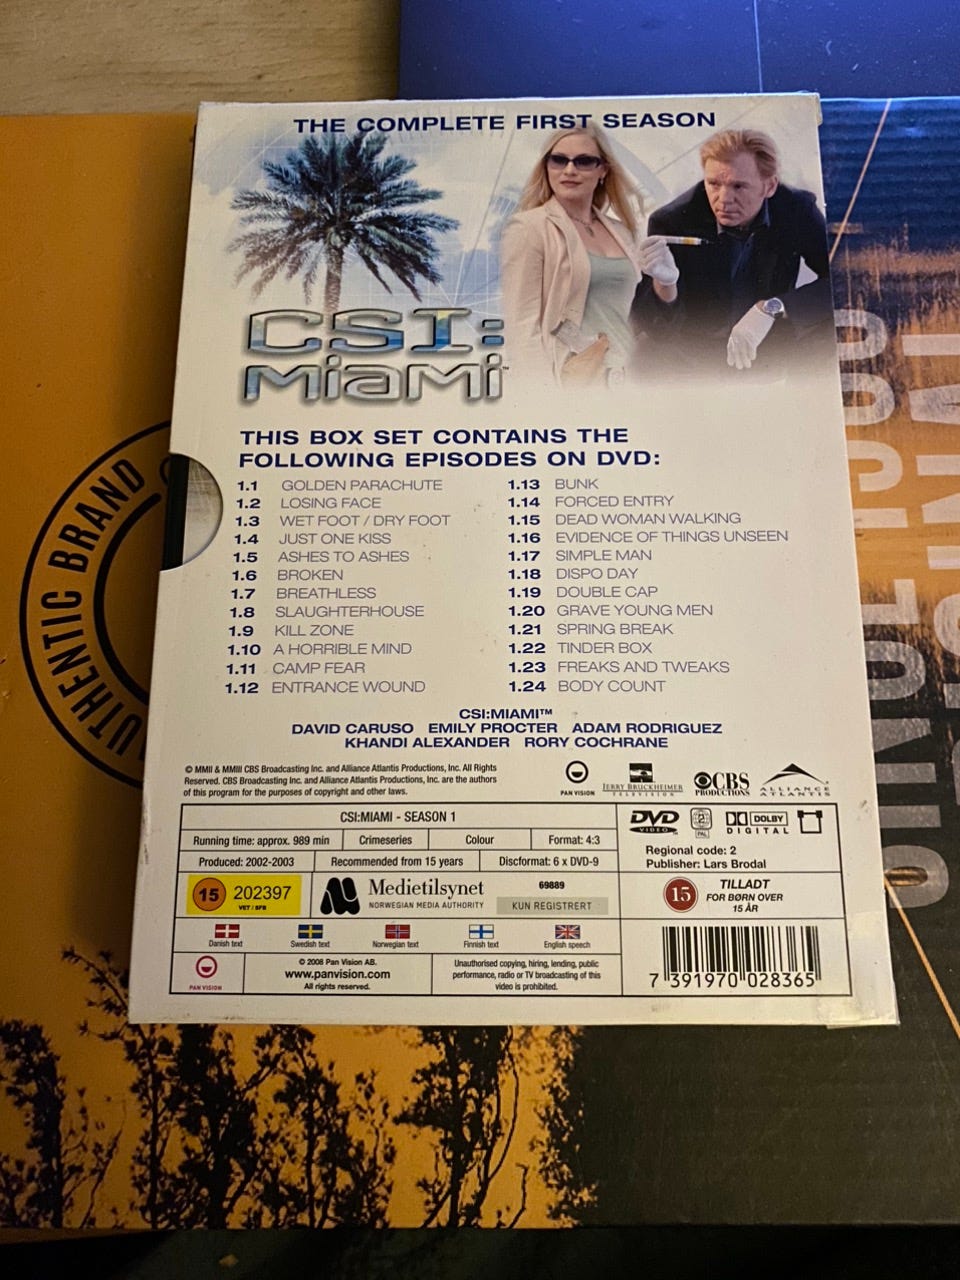 THE COMPLETE FIRST SEASON
CSI:
MIAMI™
THIS BOX SET CONTAINS THE
FOLLOWING EPISODES ON DVD:
1.1 GOLDEN PARACHUTE
1.2 LOSING FACE
1.3 WET FOOT / DRY FOOT
1.4 JUST ONE KISS
1.5 ASHES TO ASHES
1.6 BROKEN
1.7 BREATHLESS
1.8 SLAUGHTERHOUSE
1.9 KILL ZONE
1.10 A HORRIBLE MIND
1.11 CAMP FEAR
1.12 ENTRANCE WOUND
1.13 BUNK
1.14 FORCED ENTRY
1.15 DEAD WOMAN WALKING
1.16 EVIDENCE OF THINGS UNSEEN
1.17 SIMPLE MAN
1.18 DISPO DAY
1.19 DOUBLE CAP
1.20 GRAVE YOUNG MEN
1.21 SPRING BREAK
1.22 TINDER BOX
1.23 FREAKS AND TWEAKS
1.24 BODY COUNT
CSI:MIAMI™
DAVID CARUSO EMILY PROCTER ADAM RODRIGUEZ
KHANDI ALEXANDER RORY COCHRANE
© MMII & MMIII CBS Broadcasting Inc. and Alliance Atlantis Productions, Inc. All Rights
Reserved. CBS Broadcasting Inc. and Alliance Atlantis Productions, Inc. are the authors
of this program for the purposes of copyright and other laws.
PAN VISION
JERRY BRUCKHEIMER
TELEVISION
CBS
PRODUCTIONS
ALLIANCE
ATLANTIS
CSI:MIAMI - SEASON 1
Running time: approx. 989 min Crimeseries Colour Format: 4:3
Produced: 2002-2003 Recommended from 15 years Discformat: 6 x DVD-9
DVD
VIDEO
2
PAL
DOLBY
DIGITAL
Regional code: 2
Publisher: Lars Brodal
15 202397
VET / SFB
Medietilsynet
NORWEGIAN MEDIA AUTHORITY
69889
KUN REGISTRERT
15
TILLADT
FOR BØRN OVER
15 ÅR
Danish text
Swedish text
Norwegian text
Finnish text
English speech
PAN VISION
© 2008 Pan Vision AB.
www.panvision.com
All rights reserved.
Unauthorised copying, hiring, lending, public
performance, radio or TV broadcasting of this
video is prohibited.
7 391970 028365
AUTHENTIC BRAND